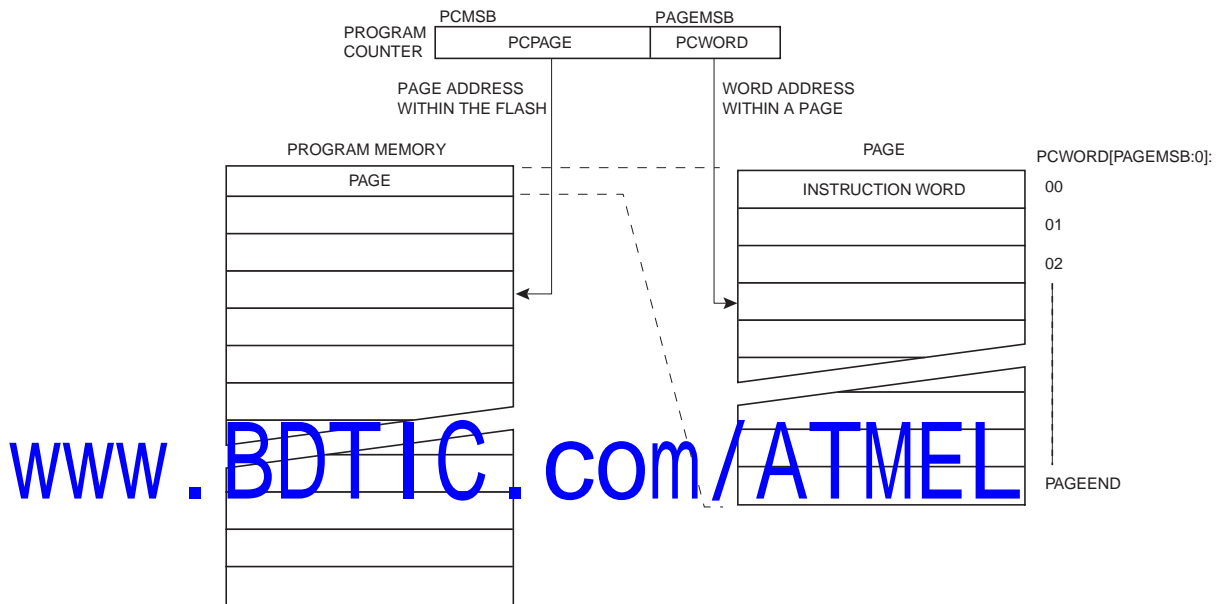 PCMSB PAGEMSB
PROGRAM
COUNTER
PCPAGE PCWORD
PAGE ADDRESS
WITHIN THE FLASH
WORD ADDRESS
WITHIN A PAGE
PROGRAM MEMORY
PAGE
PAGE
PCWORD[PAGEMSB:0]:
INSTRUCTION WORD
00
01
02
PAGEEND
www.BDTIC.com/ATMEL